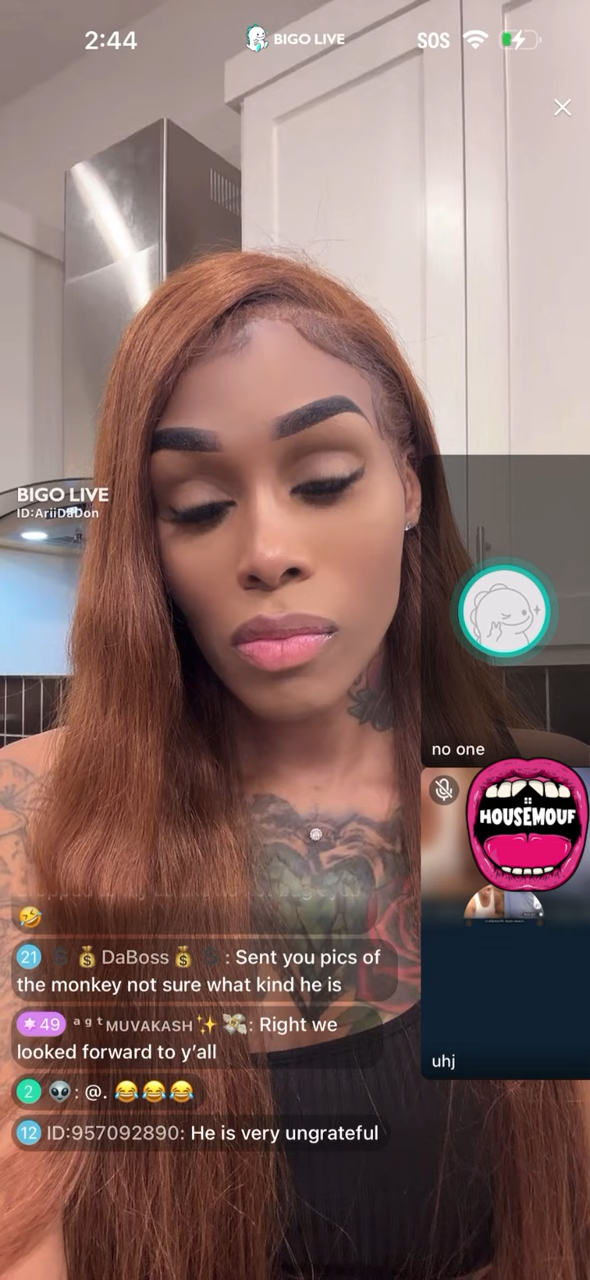 2:44
BIGO LIVE
SOS
BIGO LIVE
ID:AriiDaDon
no one
HOUSEMOUF
🤣
21 💰 DaBoss 💰 : Sent you pics of
the monkey not sure what kind he is
49 ᵃᵍᵗMUVAKASH✨💸: Right we
looked forward to y’all
2 👽: @. 😂😂😂
uhj
12 ID:957092890: He is very ungrateful